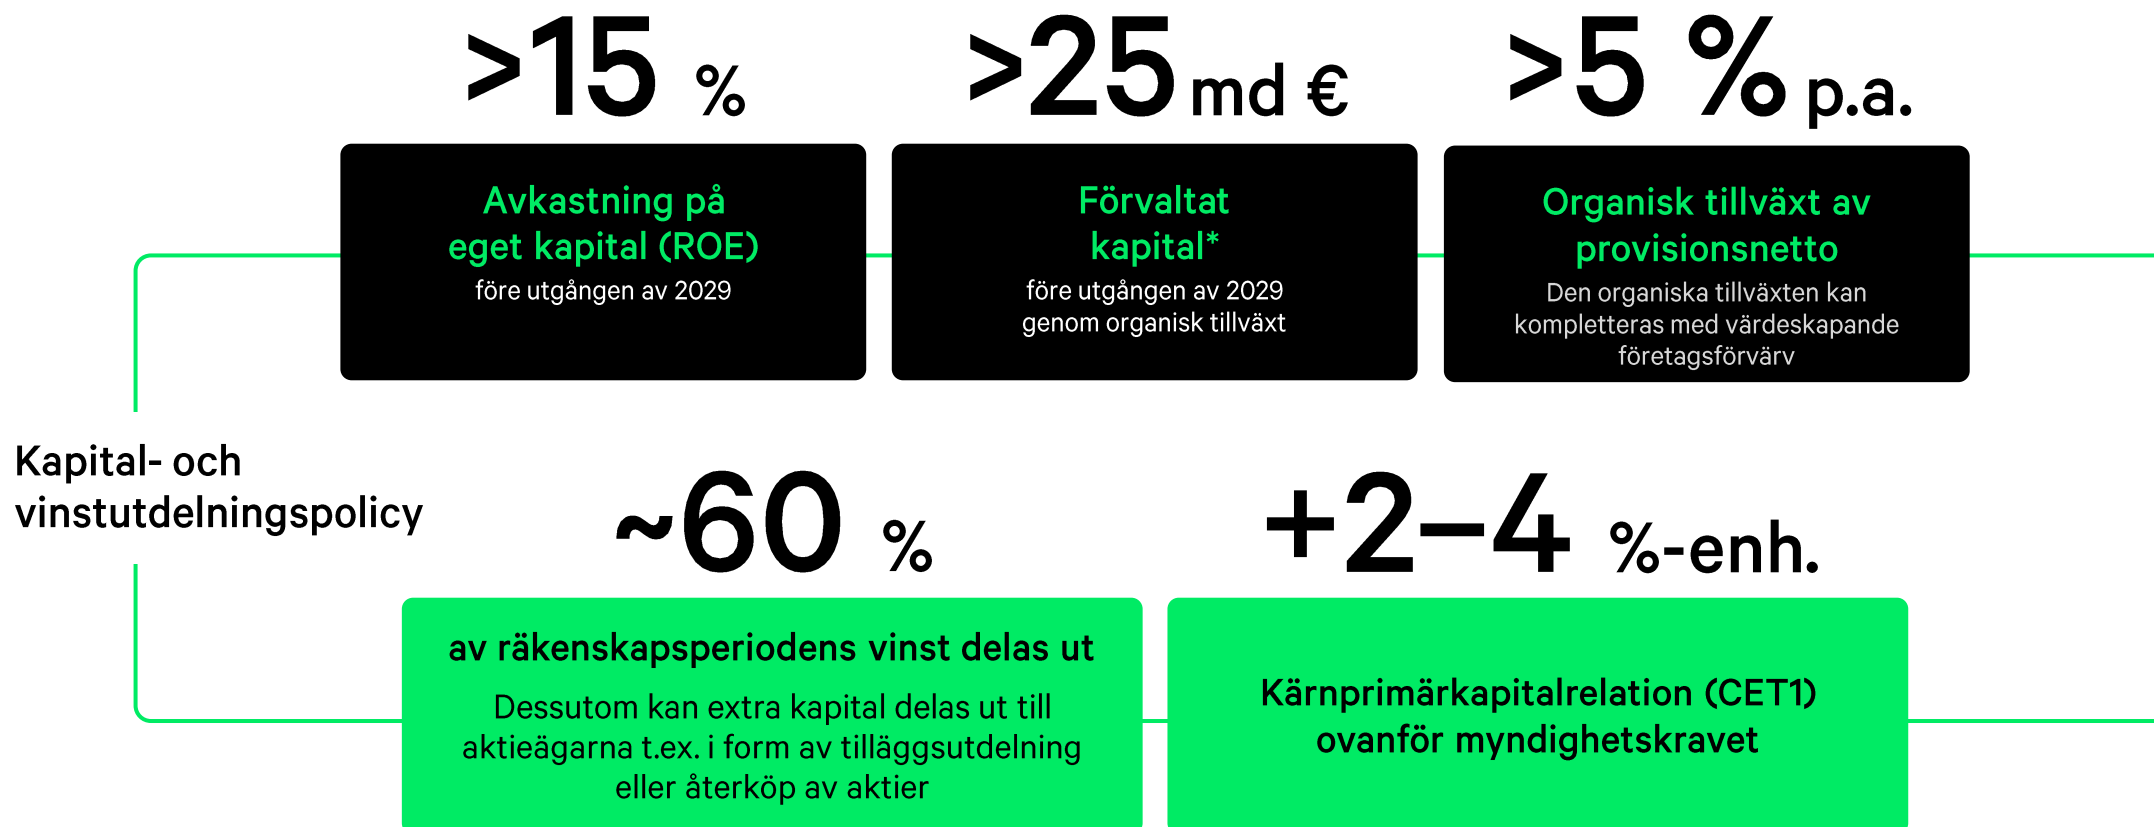 >15 %
Avkastning på
eget kapital (ROE)
före utgången av 2029
>25 md €
Förvaltat
kapital*
före utgången av 2029
genom organisk tillväxt
>5 % p.a.
Organisk tillväxt av
provisionsnetto
Den organiska tillväxten kan
kompletteras med värdeskapande
företagsförvärv
Kapital- och
vinstutdelningspolicy
~60 %
av räkenskapsperiodens vinst delas ut
Dessutom kan extra kapital delas ut till
aktieägarna t.ex. i form av tilläggsutdelning
eller återköp av aktier
+2–4 %-enh.
Kärnprimärkapitalrelation (CET1)
ovanför myndighetskravet